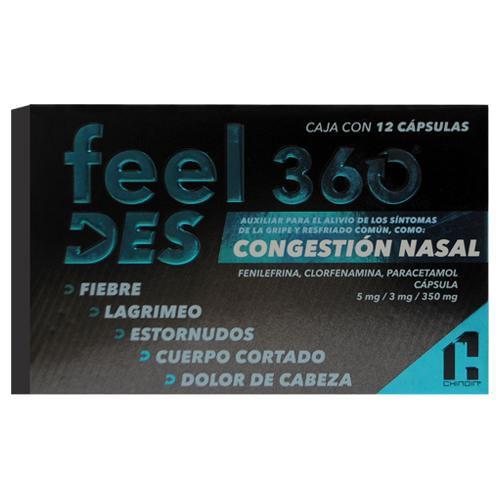 CAJA CON 12 CÁPSULAS
feel 360
DES
AUXILIAR PARA EL ALIVIO DE LOS SÍNTOMAS
DE LA GRIPE Y RESFRIADO COMÚN, COMO:
CONGESTIÓN NASAL
FENILEFRINA, CLORFENAMINA, PARACETAMOL
CÁPSULA
5 mg / 3 mg / 350 mg
FIEBRE
LAGRIMEO
ESTORNUDOS
CUERPO CORTADO
DOLOR DE CABEZA
CHINOIN®